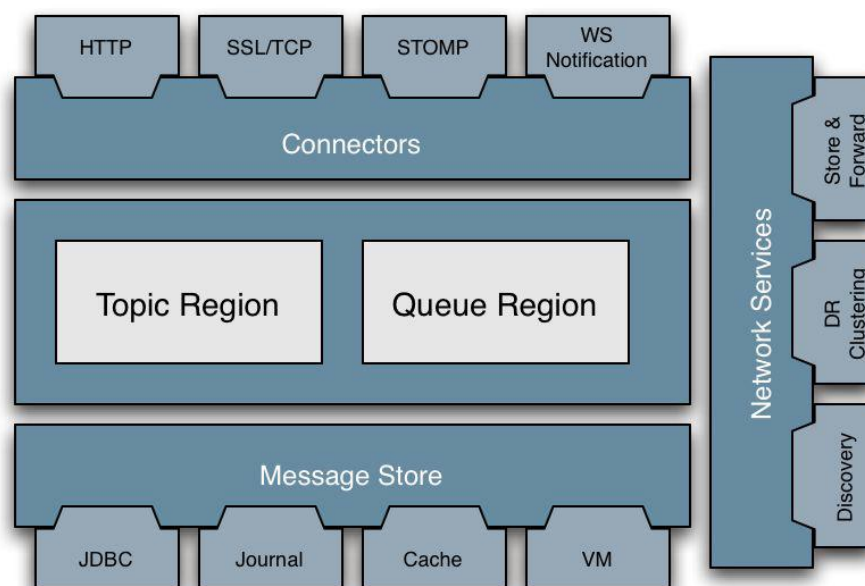 HTTP
SSL/TCP
STOMP
WS
Notification
Connectors
Topic Region
Queue Region
Message Store
JDBC
Journal
Cache
VM
Network Services
Store &
Forward
DR
Clustering
Discovery